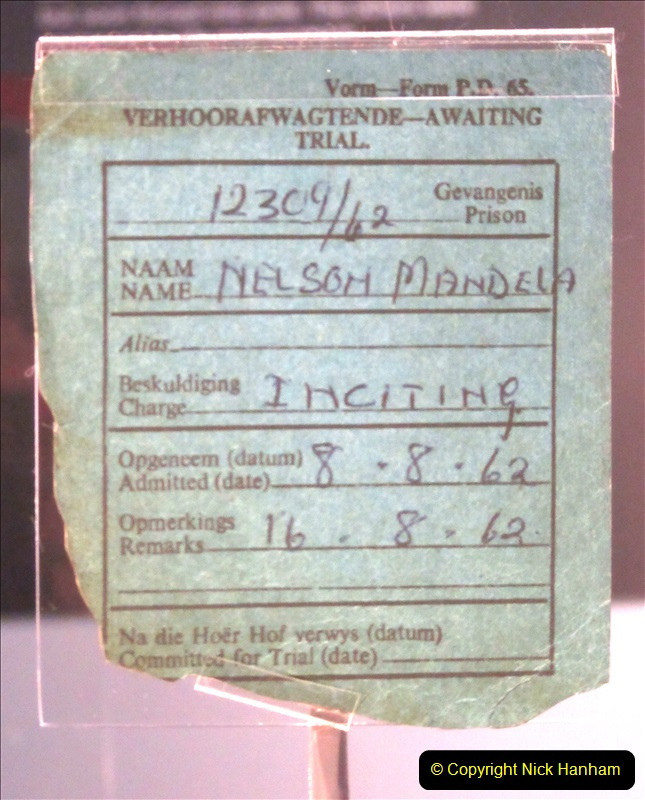 Vorm—Form P.D. 65.
VERHOORAFWAGTENDE—AWAITING
TRIAL.
12309/62 Gevangenis
Prison
NAAM
NAME NELSON MANDELA
Alias
Beskuldiging
Charge INCITING
Opgeneem (datum)
Admitted (date) 8.8.62
Opmerkings
Remarks 16.8.62.
Na die Hoër Hof verwys (datum)
Committed for Trial (date)
© Copyright Nick Hanham